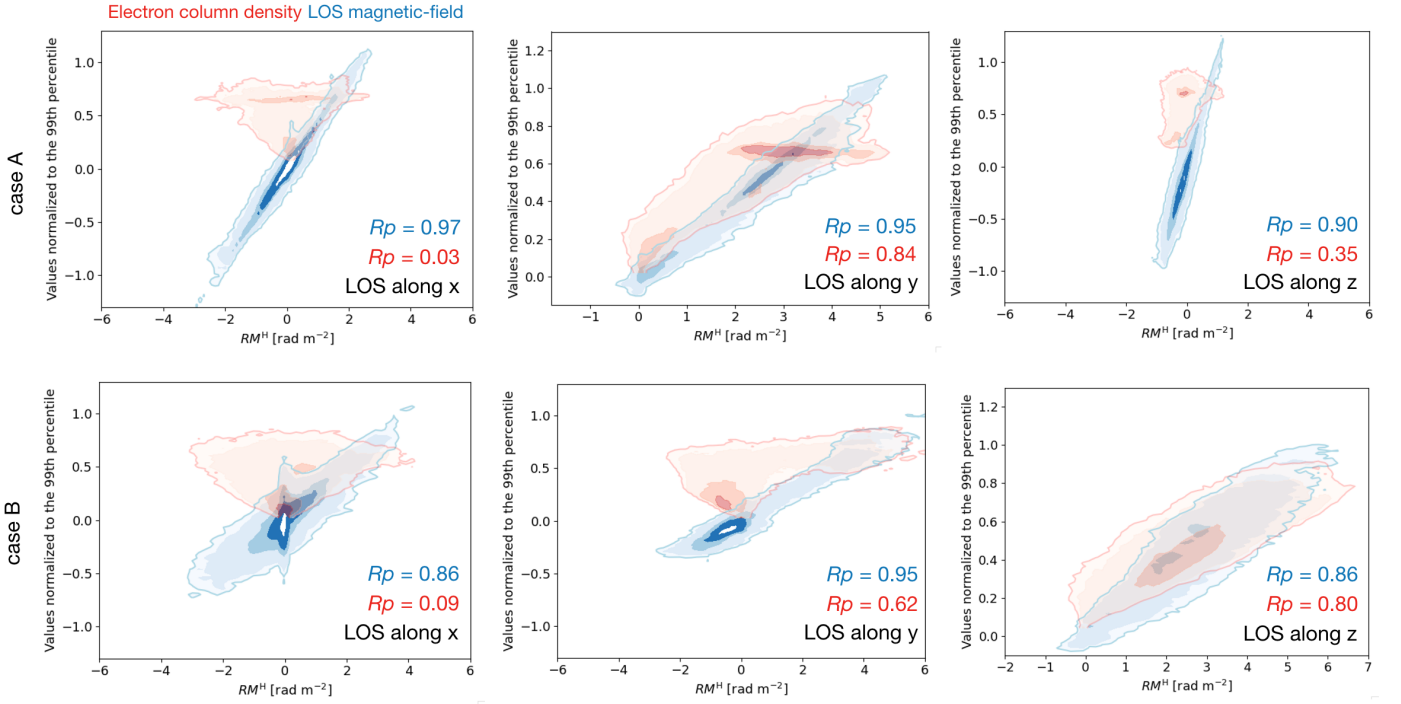 Electron column density LOS magnetic-field
case A
Values normalized to the 99th percentile
1.0
0.5
0.0
−0.5
−1.0
Rp = 0.97
Rp = 0.03
LOS along x
−6 −4 −2 0 2 4 6
RM^H [rad m⁻²]
Values normalized to the 99th percentile
1.2
1.0
0.8
0.6
0.4
0.2
0.0
Rp = 0.95
Rp = 0.84
LOS along y
−1 0 1 2 3 4 5 6
RM^H [rad m⁻²]
Values normalized to the 99th percentile
1.0
0.5
0.0
−0.5
−1.0
Rp = 0.90
Rp = 0.35
LOS along z
−6 −4 −2 0 2 4 6
RM^H [rad m⁻²]
case B
Values normalized to the 99th percentile
1.0
0.5
0.0
−0.5
−1.0
Rp = 0.86
Rp = 0.09
LOS along x
−6 −4 −2 0 2 4 6
RM^H [rad m⁻²]
Values normalized to the 99th percentile
1.0
0.5
0.0
−0.5
−1.0
Rp = 0.95
Rp = 0.62
LOS along y
−6 −4 −2 0 2 4 6
RM^H [rad m⁻²]
Values normalized to the 99th percentile
1.2
1.0
0.8
0.6
0.4
0.2
0.0
Rp = 0.86
Rp = 0.80
LOS along z
−2 −1 0 1 2 3 4 5 6 7
RM^H [rad m⁻²]